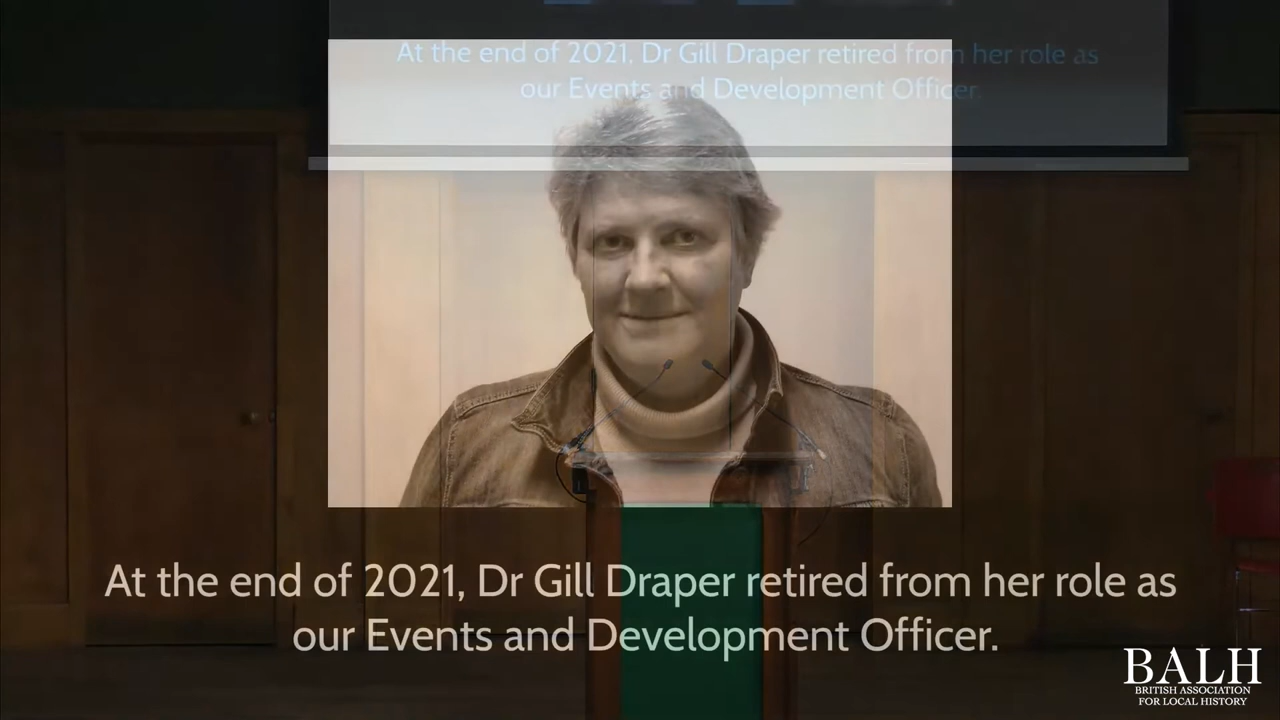 At the end of 2021, Dr Gill Draper retired from her role as
our Events and Development Officer.
At the end of 2021, Dr Gill Draper retired from her role as
our Events and Development Officer.
BALH
BRITISH ASSOCIATION
FOR LOCAL HISTORY